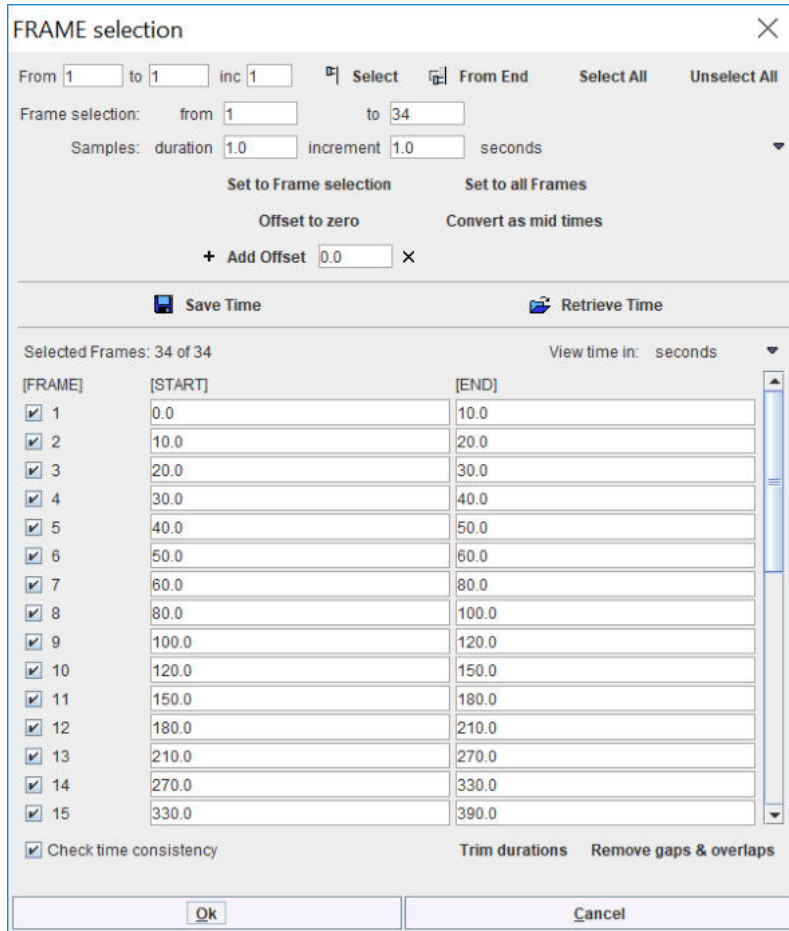 FRAME selection
From 1 to 1 inc 1 Select From End Select All Unselect All
Frame selection: from 1 to 34
Samples: duration 1.0 increment 1.0 seconds
Set to Frame selection Set to all Frames
Offset to zero Convert as mid times
+ Add Offset 0.0
Save Time Retrieve Time
Selected Frames: 34 of 34 View time in: seconds
[FRAME] [START] [END]
1 0.0 10.0
2 10.0 20.0
3 20.0 30.0
4 30.0 40.0
5 40.0 50.0
6 50.0 60.0
7 60.0 80.0
8 80.0 100.0
9 100.0 120.0
10 120.0 150.0
11 150.0 180.0
12 180.0 210.0
13 210.0 270.0
14 270.0 330.0
15 330.0 390.0
Check time consistency Trim durations Remove gaps & overlaps
Ok Cancel